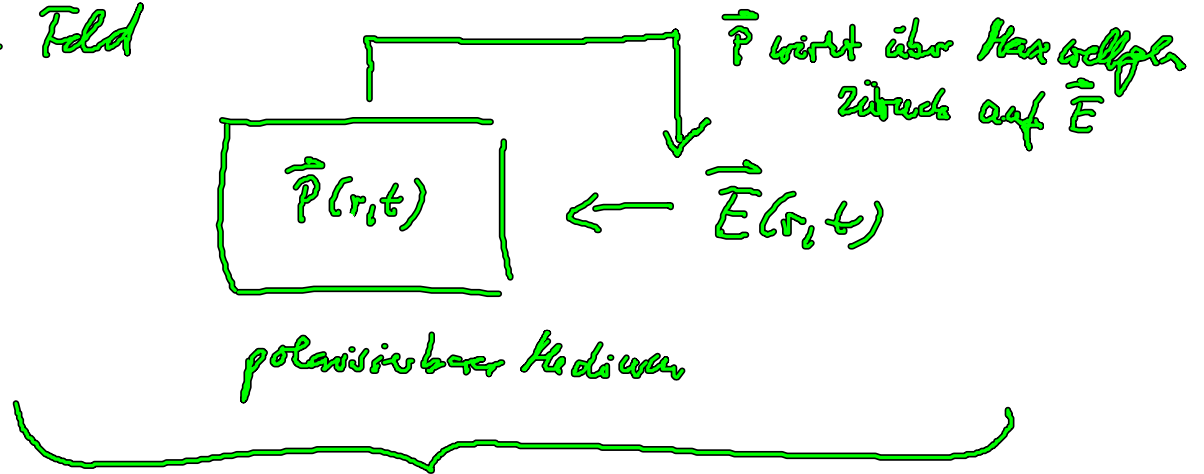 Feld
P⃗ wirkt über Maxwellgln
zurück auf E⃗
P⃗(r,t) ← E⃗(r,t)
polarisierbares Medium